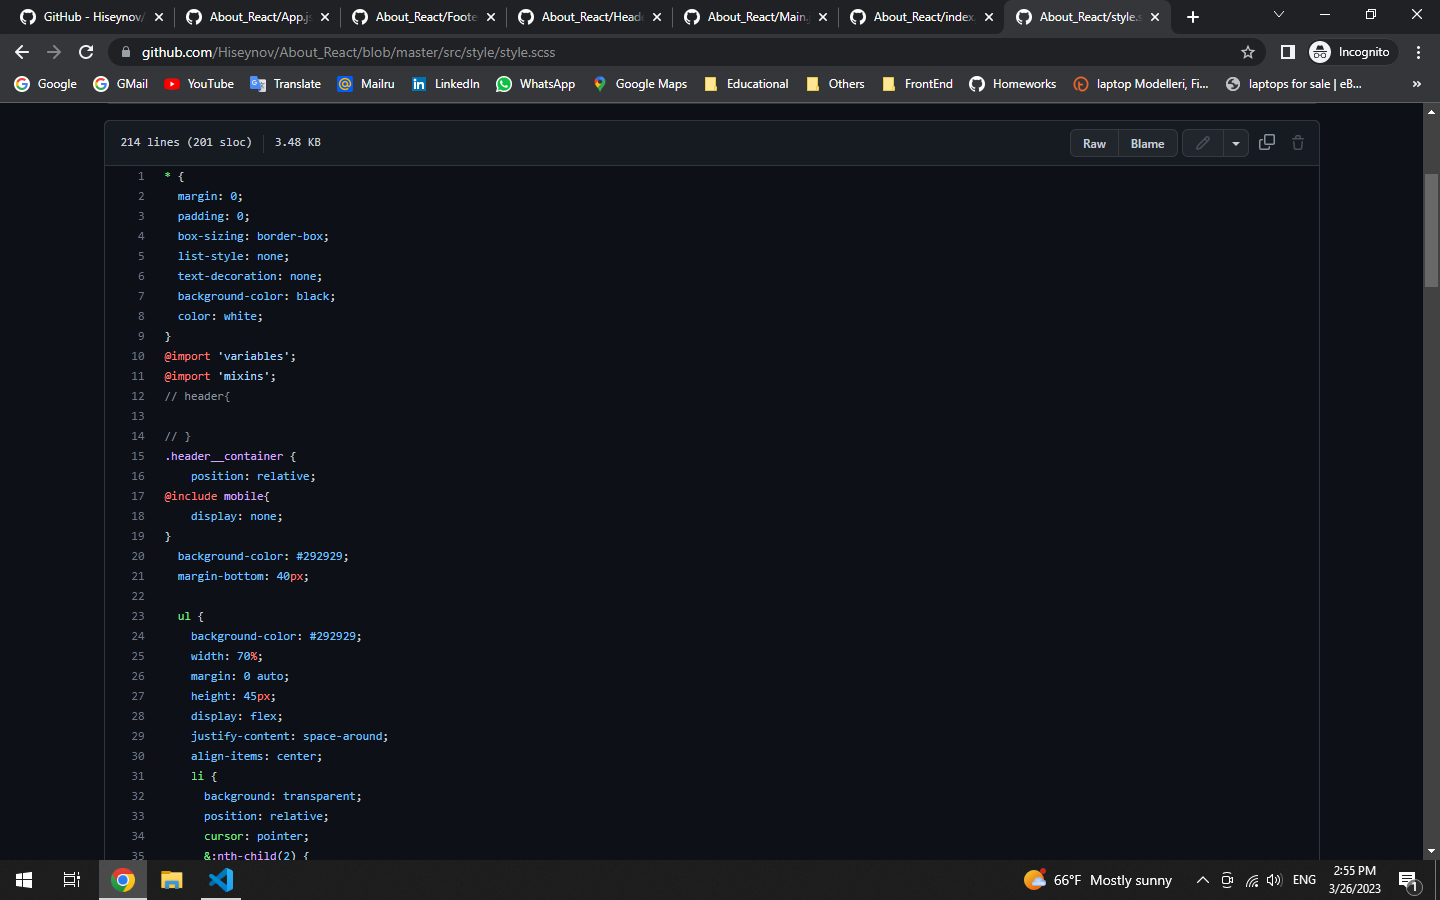 GitHub - Hiseynov/
About_React/App.js
About_React/Foote
About_React/Head
About_React/Main.j
About_React/index.
About_React/style.s
github.com/Hiseynov/About_React/blob/master/src/style/style.scss
Incognito
Google
GMail
YouTube
Translate
Mailru
LinkedIn
WhatsApp
Google Maps
Educational
Others
FrontEnd
Homeworks
laptop Modelleri, Fi...
laptops for sale | eB...
»
214 lines (201 sloc)
3.48 KB
Raw
Blame
1 * {
2 margin: 0;
3 padding: 0;
4 box-sizing: border-box;
5 list-style: none;
6 text-decoration: none;
7 background-color: black;
8 color: white;
9 }
10 @import 'variables';
11 @import 'mixins';
12 // header{
13
14 // }
15 .header__container {
16 position: relative;
17 @include mobile{
18 display: none;
19 }
20 background-color: #292929;
21 margin-bottom: 40px;
22
23 ul {
24 background-color: #292929;
25 width: 70%;
26 margin: 0 auto;
27 height: 45px;
28 display: flex;
29 justify-content: space-around;
30 align-items: center;
31 li {
32 background: transparent;
33 position: relative;
34 cursor: pointer;
35 &:nth-child(2) {
66°F Mostly sunny
ENG
2:55 PM
3/26/2023
1